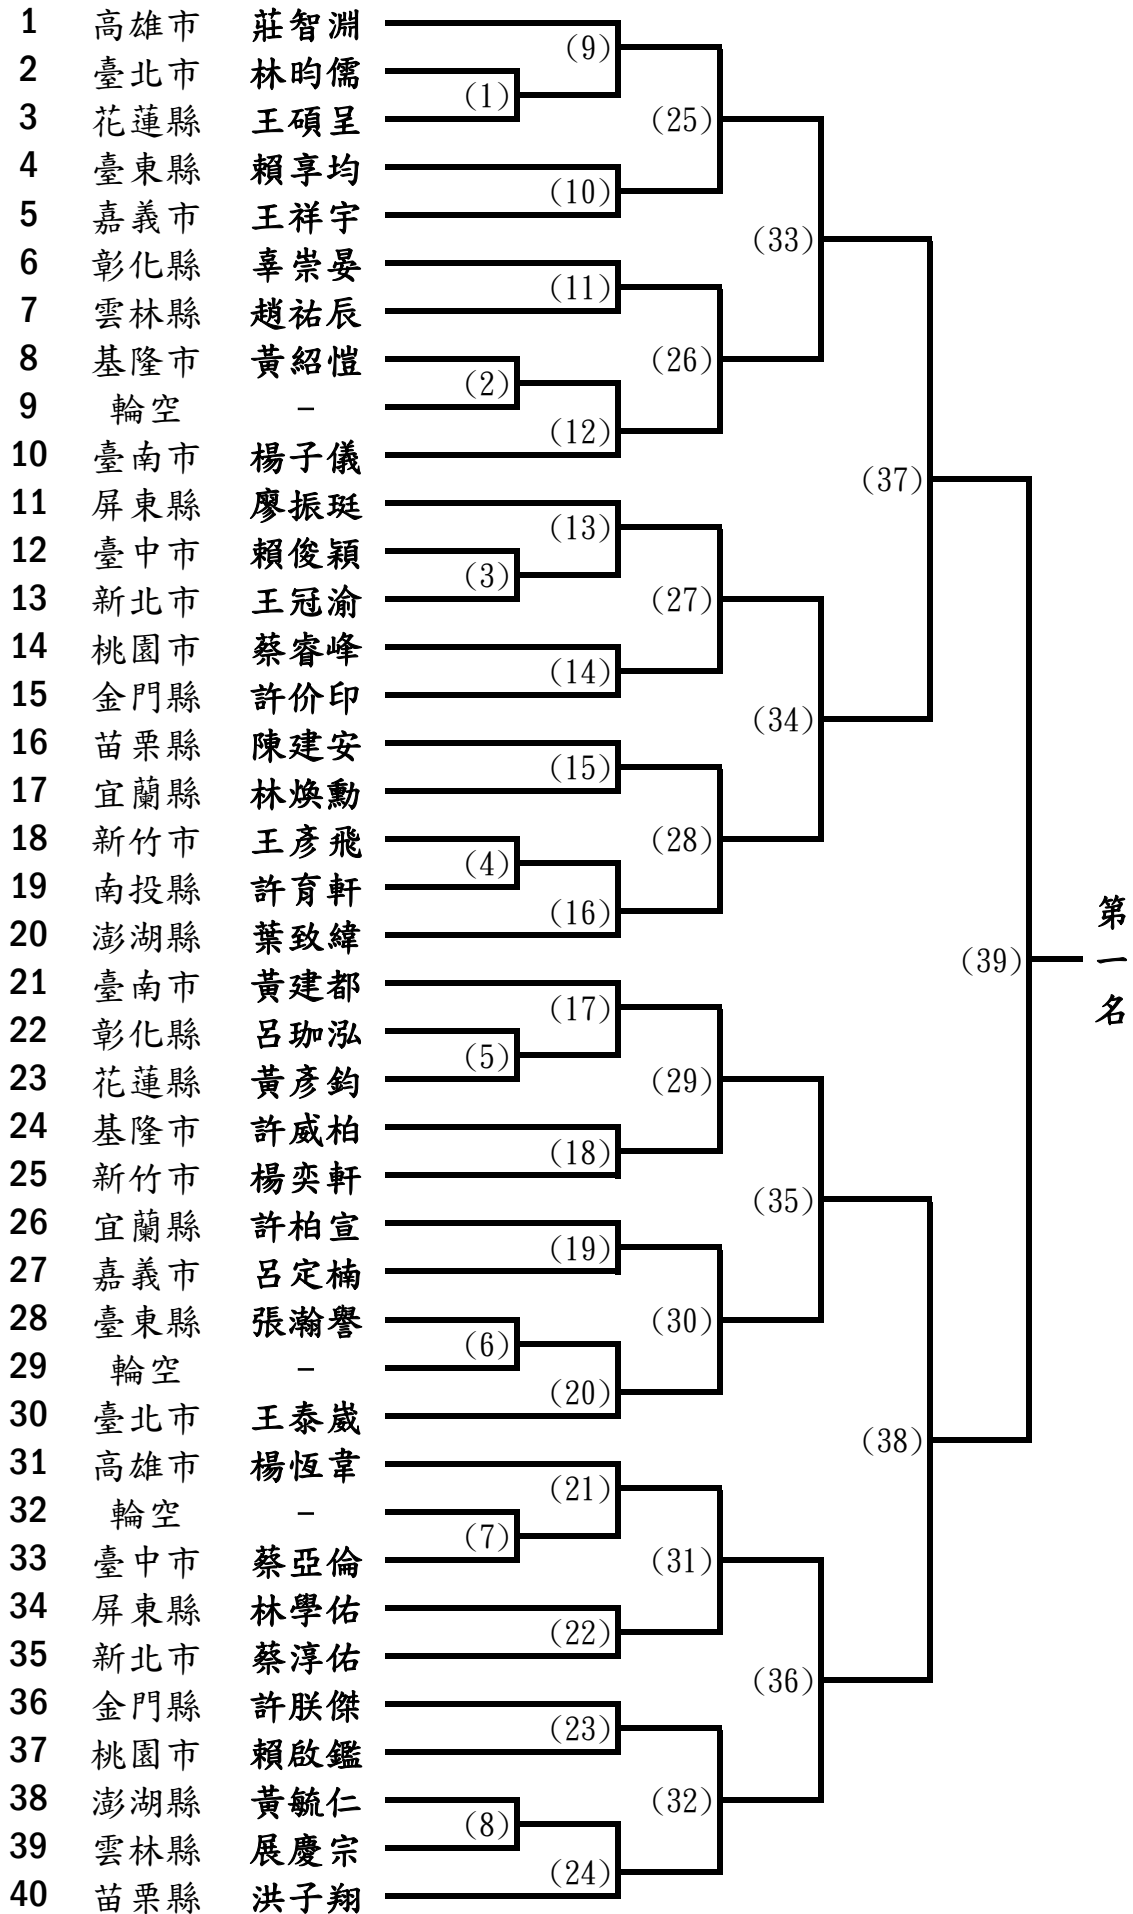 1 高雄市 莊智淵
(9)
2 臺北市 林昀儒
(1)
3 花蓮縣 王碩呈
(25)
4 臺東縣 賴享均
(10)
5 嘉義市 王祥宇
(33)
6 彰化縣 辜崇晏
(11)
7 雲林縣 趙祐辰
8 基隆市 黃紹愷
(26)
(2)
9 輪空 -
(12)
10 臺南市 楊子儀
(37)
11 屏東縣 廖振珽
(13)
12 臺中市 賴俊穎
(3)
13 新北市 王冠渝
(27)
14 桃園市 蔡睿峰
(14)
15 金門縣 許价印
(34)
16 苗栗縣 陳建安
(15)
17 宜蘭縣 林煥勳
18 新竹市 王彥飛
(28)
(4)
19 南投縣 許育軒
(16)
20 澎湖縣 葉致緯
(39)
第一名
21 臺南市 黃建都
(17)
22 彰化縣 呂珈泓
(5)
23 花蓮縣 黃彥鈞
(29)
24 基隆市 許威柏
(18)
25 新竹市 楊奕軒
(35)
26 宜蘭縣 許柏宣
(19)
27 嘉義市 呂定楠
28 臺東縣 張瀚譽
(30)
(6)
29 輪空 -
(20)
30 臺北市 王泰崴
(38)
31 高雄市 楊恆韋
(21)
32 輪空 -
(7)
33 臺中市 蔡亞倫
(31)
34 屏東縣 林學佑
(22)
35 新北市 蔡淳佑
(36)
36 金門縣 許朕傑
(23)
37 桃園市 賴啟鑑
38 澎湖縣 黃毓仁
(32)
(8)
39 雲林縣 展慶宗
(24)
40 苗栗縣 洪子翔